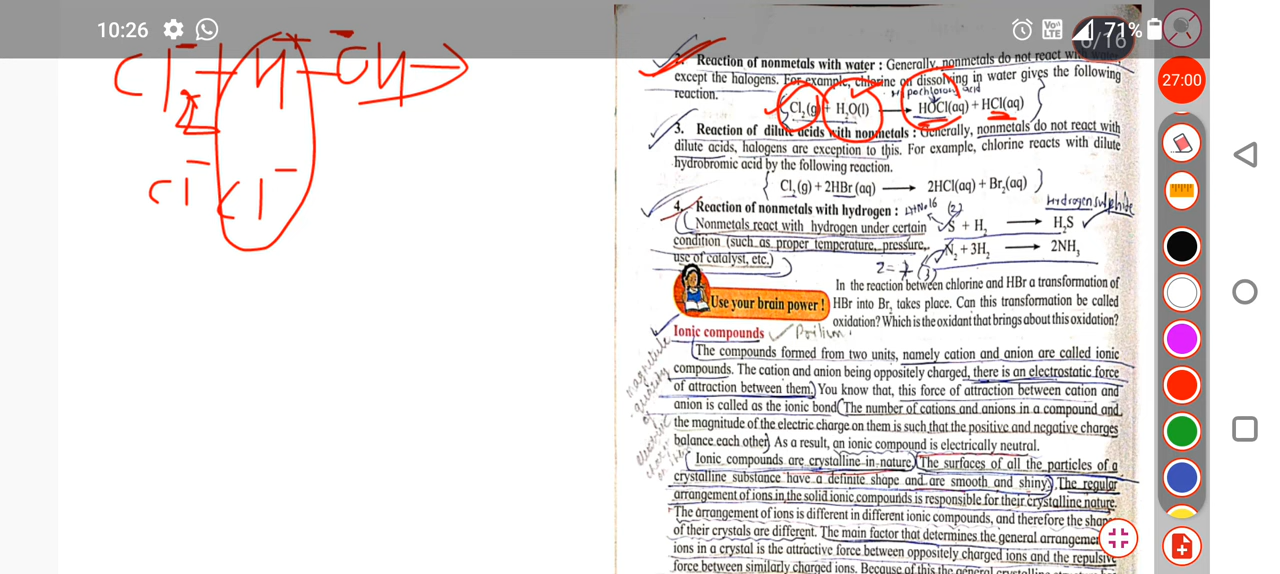 10:26
71%
6/16
27:00
Cl₂⁻ + H⁺ – ŌH →
Cl⁻ Cl⁻
2. Reaction of nonmetals with water : Generally, nonmetals do not react with water
except the halogens. For example, chlorine on dissolving in water gives the following
reaction.
Cl₂(g) + H₂O(l) → HOCl(aq) + HCl(aq)
3. Reaction of dilute acids with nonmetals : Generally, nonmetals do not react with
dilute acids, halogens are exception to this. For example, chlorine reacts with dilute
hydrobromic acid by the following reaction.
Cl₂(g) + 2HBr (aq) → 2HCl(aq) + Br₂(aq)
Hydrogen sulphide
4. Reaction of nonmetals with hydrogen :
Nonmetals react with hydrogen under certain S + H₂ → H₂S
condition (such as proper temperature, pressure, N₂ + 3H₂ → 2NH₃
use of catalyst, etc.)
Z = 7
In the reaction between chlorine and HBr a transformation of
Use your brain power ! HBr into Br₂ takes place. Can this transformation be called
oxidation? Which is the oxidant that brings about this oxidation?
Ionic compounds
The compounds formed from two units, namely cation and anion are called ionic
compounds. The cation and anion being oppositely charged, there is an electrostatic force
of attraction between them. You know that, this force of attraction between cation and
anion is called as the ionic bond. The number of cations and anions in a compound and
the magnitude of the electric charge on them is such that the positive and negative charges
balance each other. As a result, an ionic compound is electrically neutral.
Ionic compounds are crystalline in nature. The surfaces of all the particles of a
crystalline substance have a definite shape and are smooth and shiny. The regular
arrangement of ions in the solid ionic compounds is responsible for their crystalline nature.
The arrangement of ions is different in different ionic compounds, and therefore the
of their crystals are different. The main factor that determines the general
ions in a crystal is the attractive force between oppositely charged ions and the repulsive
force between similarly charged ions. Because of this the general crystalline